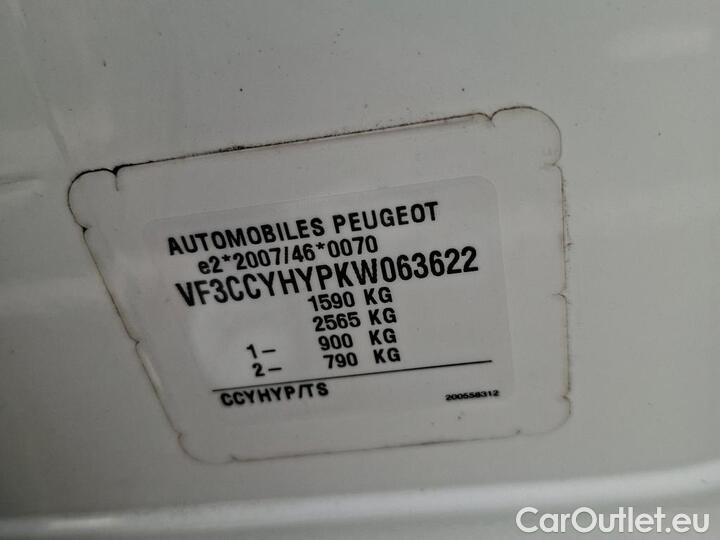 AUTOMOBILES PEUGEOT
e2*2007/46*0070
VF3CCYHYPKW063622
1590 KG
2565 KG
1- 900 KG
2- 790 KG
CCYHYP/TS 200558312
CarOutlet.eu